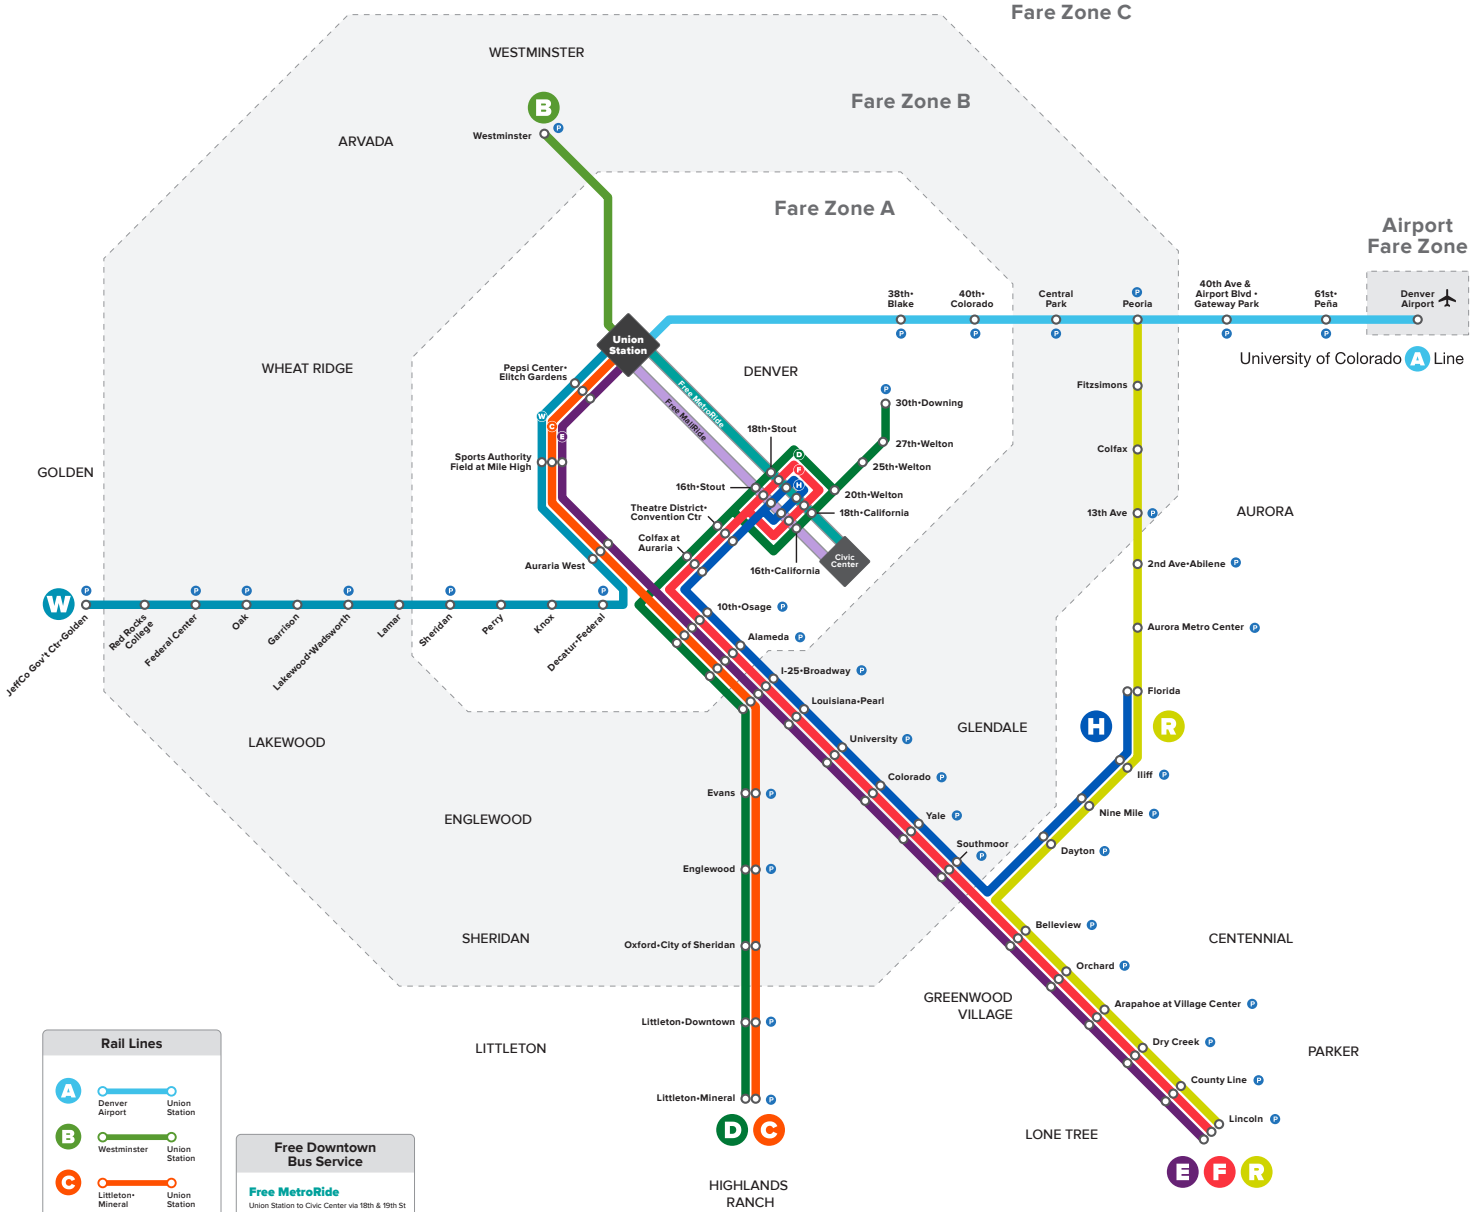 Fare Zone C
WESTMINSTER
Fare Zone B
B
P
Westminster
ARVADA
Fare Zone A
Airport
Fare Zone
38th•
Blake
P
40th•
Colorado
P
Central
Park
P
P
Peoria
40th Ave &
Airport Blvd •
Gateway Park
P
61st•
Peña
P
Denver
Airport
University of Colorado A Line
Union
Station
WHEAT RIDGE
DENVER
Pepsi Center•
Elitch Gardens
Free MetroRide
Free MallRide
W
C
E
P
30th•Downing
27th•Welton
25th•Welton
20th•Welton
18th•Stout
D
F
H
16th•Stout
18th•California
16th•California
Civic
Center
Fitzsimons
Colfax
13th Ave P
2nd Ave•Abilene P
Aurora Metro Center P
Florida
AURORA
GOLDEN
Sports Authority
Field at Mile High
Theatre District•
Convention Ctr
Colfax at
Auraria
Auraria West
W
P
JeffCo Gov't Ctr•Golden
Red Rocks
College
P
Federal Center
P
Oak
Garrison
P
Lakewood•Wadsworth
Lamar
P
Sheridan
Perry
Knox
P
Decatur•Federal
10th•Osage P
Alameda P
I-25•Broadway P
Louisiana•Pearl
University P
Colorado P
Yale P
Southmoor
P
GLENDALE
H
R
Iliff P
Nine Mile P
Dayton P
LAKEWOOD
ENGLEWOOD
SHERIDAN
LITTLETON
Evans P
Englewood P
Oxford•City of Sheridan
Littleton•Downtown P
Littleton•Mineral P
D C
HIGHLANDS
RANCH
Belleview P
Orchard P
Arapahoe at Village Center P
Dry Creek P
County Line P
Lincoln P
CENTENNIAL
GREENWOOD
VILLAGE
PARKER
LONE TREE
E F R
Rail Lines
A
Denver
Airport
Union
Station
B
Westminster
Union
Station
C
Littleton•
Mineral
Union
Station
Free Downtown
Bus Service
Free MetroRide
Union Station to Civic Center via 18th & 19th St